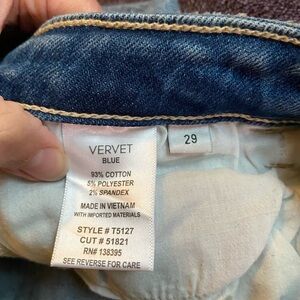 VERVET
BLUE
93% COTTON
5% POLYESTER
2% SPANDEX
MADE IN VIETNAM
WITH IMPORTED MATERIALS
STYLE # T5127
CUT # 51821
RN# 138395
SEE REVERSE FOR CARE
29